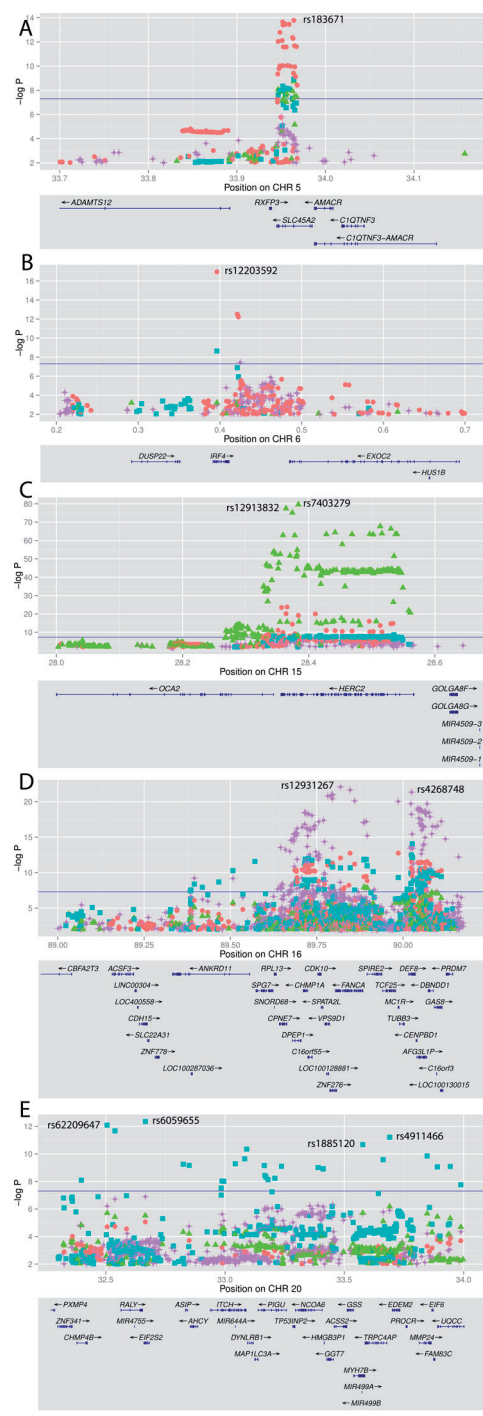 A
rs183671
14
12
10
8
6
4
2
−log P
33.7
33.8
33.9
34.0
34.1
Position on CHR 5
←ADAMTS12
RXFP3→
←AMACR
←SLC45A2
←C1QTNF3
←C1QTNF3−AMACR
B
rs12203592
16
14
12
10
8
6
4
2
−log P
0.2
0.3
0.4
0.5
0.6
0.7
Position on CHR 6
DUSP22→
IRF4→
←EXOC2
←HUS1B
C
rs12913832
rs7403279
80
70
60
50
40
30
20
10
−log P
28.0
28.2
28.4
28.6
Position on CHR 15
←OCA2
←HERC2
GOLGA8F→
GOLGA8G→
MIR4509−3
MIR4509−2
MIR4509−1
D
rs12931267
rs4268748
20
15
10
5
−log P
89.0
89.25
89.5
89.75
90.0
Position on CHR 16
←CBFA2T3
ACSF3→
←ANKRD11
RPL13→
CDK10→
SPIRE2→
DEF8→
←PRDM7
LINC00304→
SPG7→
←CHMP1A
←FANCA
TCF25→
←DBNDD1
LOC400558→
SNORD68→
←SPATA2L
MC1R→
GAS8→
CDH15→
CPNE7→
←VPS9D1
TUBB3→
←SLC22A31
DPEP1→
←CENPBD1
ZNF778→
C16orf55→
AFG3L1P→
LOC100287036→
LOC100128881→
←C16orf3
ZNF276→
←LOC100130015
E
rs62209647
rs6059655
rs1885120
rs4911466
14
12
10
8
6
4
2
−log P
32.5
33.0
33.5
34.0
Position on CHR 20
←PXMP4
RALY→
ASIP→
ITCH→
←PIGU
←NCOA6
←GSS
←EDEM2
←EIF6
ZNF341→
MIR4755→
←AHCY
MIR644A→
TP53INP2→
ACSS2→
PROCR→
←UQCC
CHMP4B→
←EIF2S2
DYNLRB1→
←HMGB3P1
←TRPC4AP
MMP24→
MAP1LC3A→
←GGT7
←FAM83C
MYH7B→
MIR499A→
←MIR499B